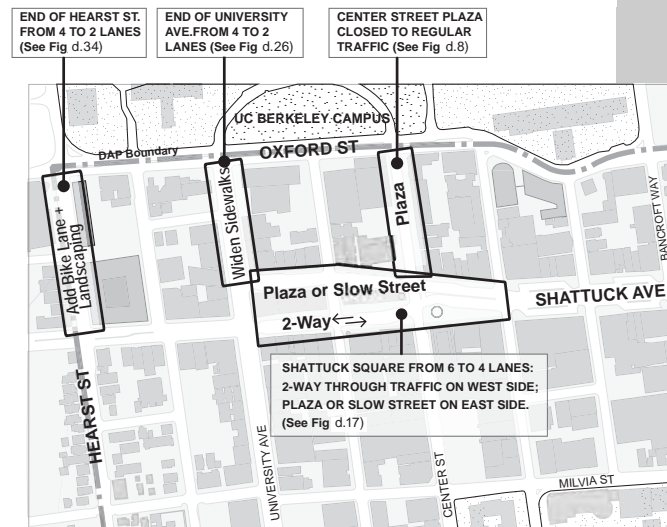 END OF HEARST ST.
FROM 4 TO 2 LANES
(See Fig d.34)
END OF UNIVERSITY
AVE.FROM 4 TO 2
LANES (See Fig d.26)
CENTER STREET PLAZA
CLOSED TO REGULAR
TRAFFIC (See Fig d.8)
UC BERKELEY CAMPUS
DAP Boundary
OXFORD ST
Add Bike Lane +
Landscaping
Widen Sidewalks
Plaza
BANCROFT WAY
Plaza or Slow Street
2-Way
SHATTUCK AVE
SHATTUCK SQUARE FROM 6 TO 4 LANES:
2-WAY THROUGH TRAFFIC ON WEST SIDE;
PLAZA OR SLOW STREET ON EAST SIDE.
(See Fig d.17)
HEARST ST
UNIVERSITY AVE
CENTER ST
MILVIA ST